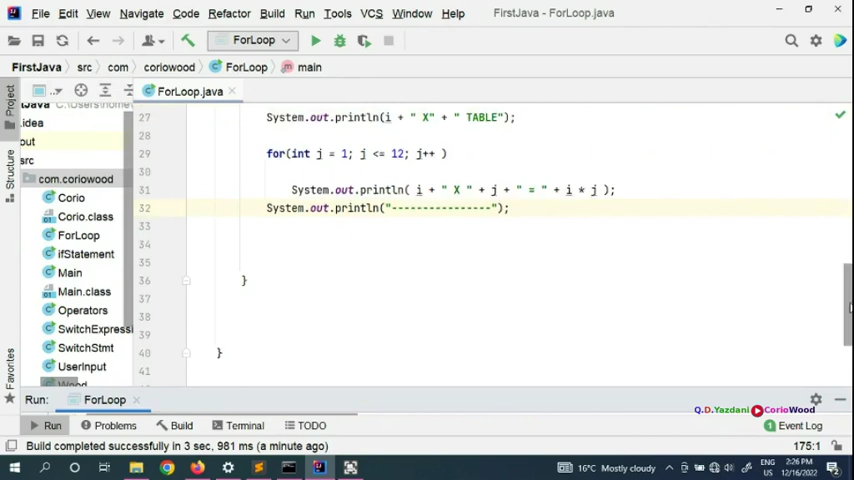 File Edit View Navigate Code Refactor Build Run Tools VCS Window Help FirstJava - ForLoop.java
ForLoop
FirstJava src com coriowood ForLoop main
ForLoop.java
Project
Structure
Favorites
.idea
out
src
com.coriowood
Corio
Corio.class
ForLoop
ifStatement
Main
Main.class
Operators
SwitchExpressi
SwitchStmt
UserInput
27 System.out.println(i + " X" + " TABLE");
28
29 for(int j = 1; j <= 12; j++ )
30
31 System.out.println( i + " X " + j + " = " + i * j );
32 System.out.println("----------------");
33
34
35
36 }
37
38
39
40 }
41
Run: ForLoop
Q.D.Yazdani CorioWood
Run Problems Build Terminal TODO 1 Event Log
Build completed successfully in 3 sec, 981 ms (a minute ago) 175:1
16°C Mostly cloudy ENG US 2:26 PM 12/16/2022 2